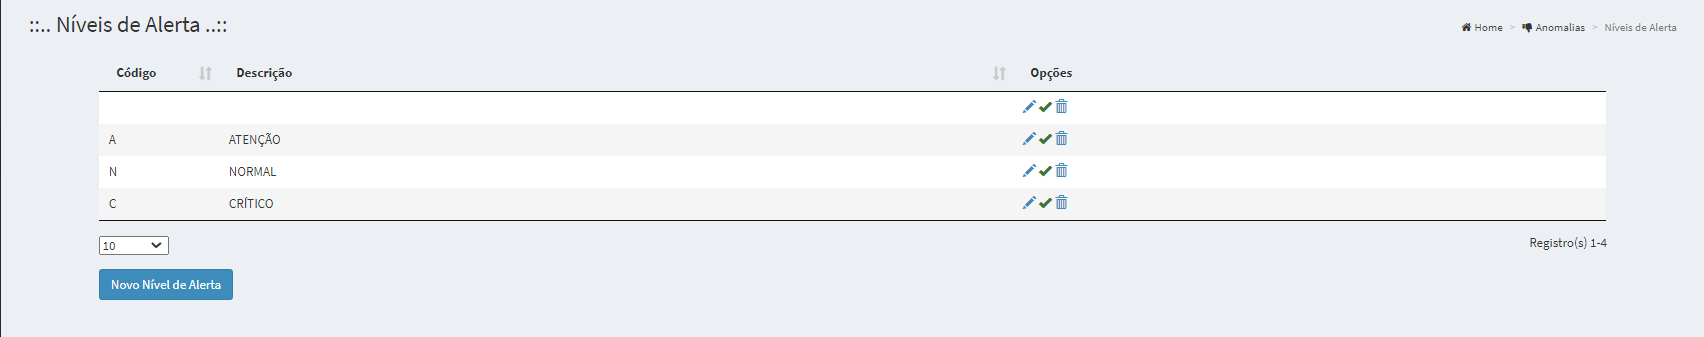 ::... Níveis de Alerta ..::
Home > Anomalias > Níveis de Alerta
Código Descrição Opções
A ATENÇÃO
N NORMAL
C CRÍTICO
10
Registro(s) 1-4
Novo Nível de Alerta